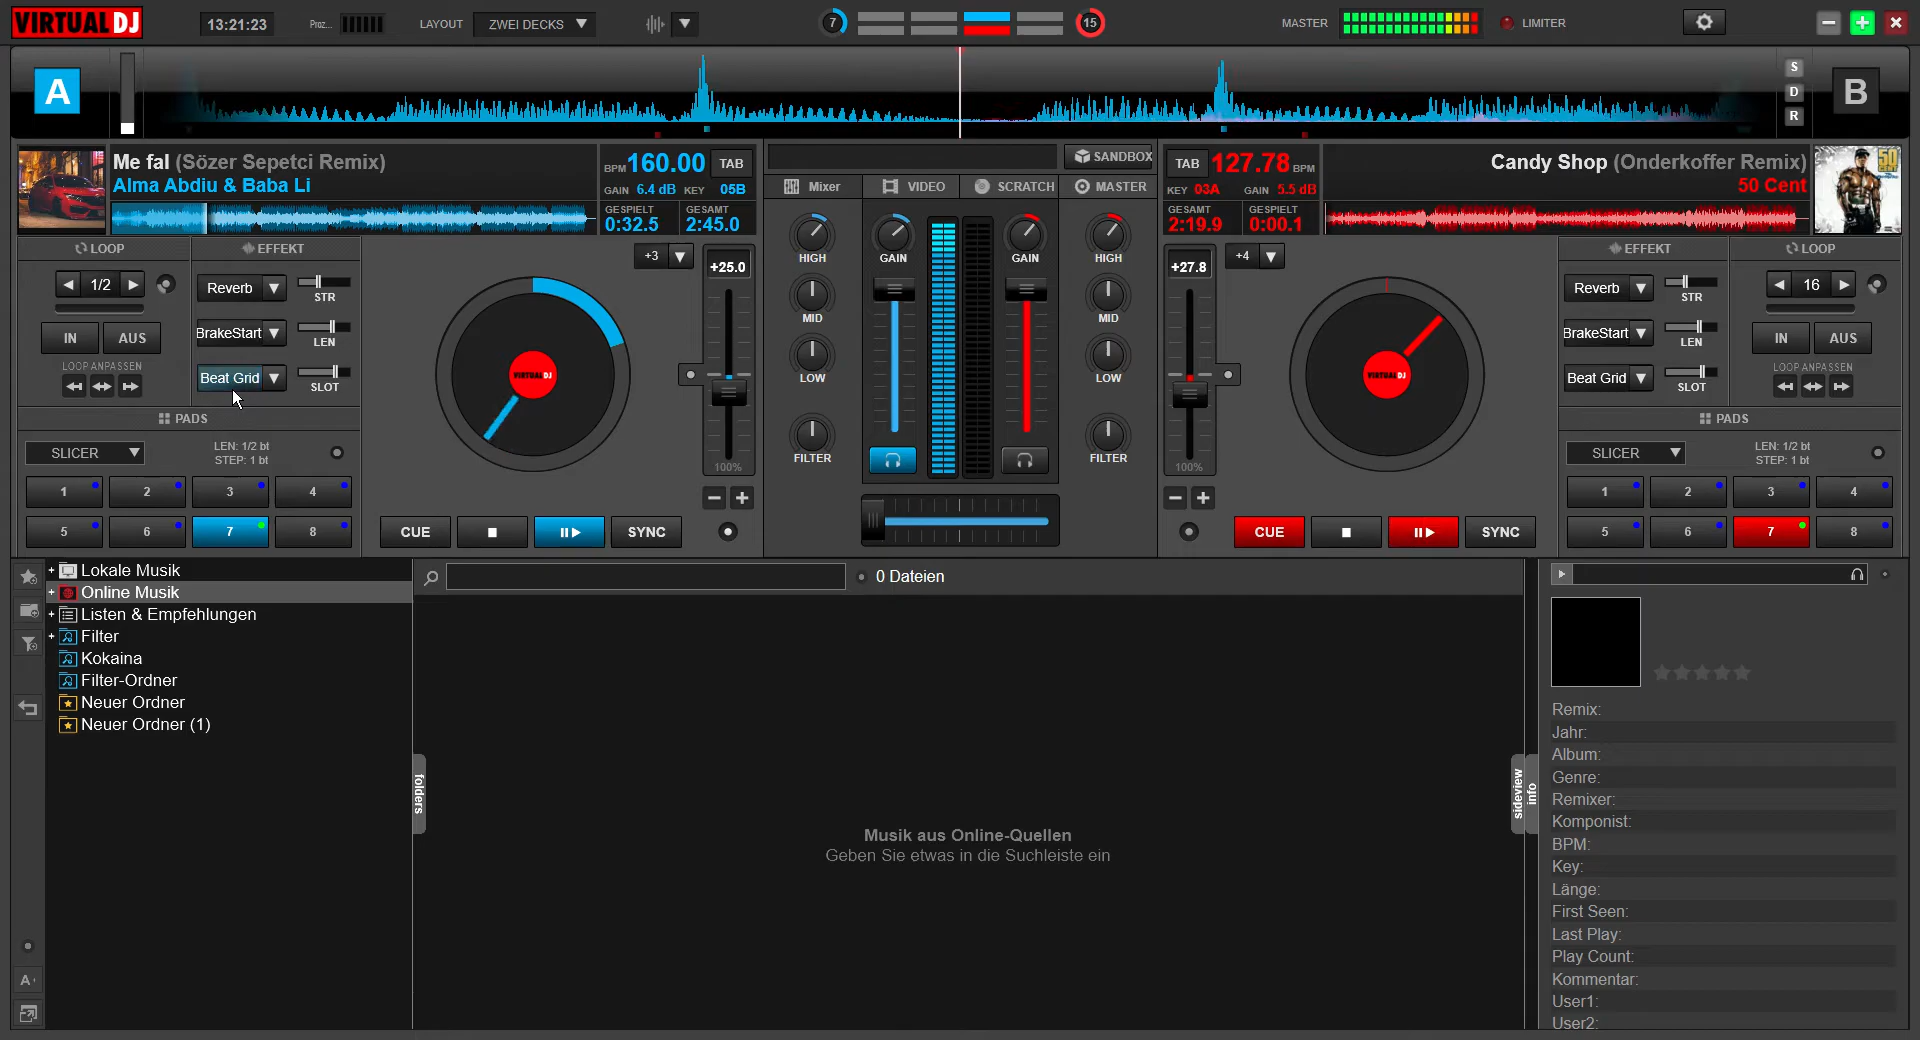 VIRTUAL DJ
13:21:23
Proz...
LAYOUT
ZWEI DECKS
7
15
MASTER
LIMITER
A
S
D
R
B
Me fal (Sözer Sepetci Remix)
Alma Abdiu & Baba Li
BPM 160.00 TAB
GAIN 6.4 dB KEY 05B
GESPIELT GESAMT
0:32.5 2:45.0
SANDBOX
Mixer VIDEO SCRATCH MASTER
TAB 127.78 BPM
KEY 03A GAIN 5.5 dB
GESAMT GESPIELT
2:19.9 0:00.1
Candy Shop (Onderkoffer Remix)
50 Cent
50
LOOP
1/2
IN AUS
LOOP ANPASSEN
EFFEKT
Reverb STR
BrakeStart LEN
Beat Grid SLOT
PADS
SLICER
LEN: 1/2 bt
STEP: 1 bt
1 2 3 4
5 6 7 8
VIRTUAL DJ
+3
+25.0
100%
CUE SYNC
HIGH
MID
LOW
FILTER
GAIN GAIN
HIGH
MID
LOW
FILTER
+27.8
+4
100%
VIRTUAL DJ
CUE SYNC
EFFEKT
Reverb STR
BrakeStart LEN
Beat Grid SLOT
LOOP
16
IN AUS
LOOP ANPASSEN
PADS
SLICER
LEN: 1/2 bt
STEP: 1 bt
1 2 3 4
5 6 7 8
Lokale Musik
Online Musik
Listen & Empfehlungen
Filter
Kokaina
Filter-Ordner
Neuer Ordner
Neuer Ordner (1)
A
folders
0 Dateien
Musik aus Online-Quellen
Geben Sie etwas in die Suchleiste ein
sideview
info
Remix:
Jahr:
Album:
Genre:
Remixer:
Komponist:
BPM:
Key:
Länge:
First Seen:
Last Play:
Play Count:
Kommentar:
User1:
User2: